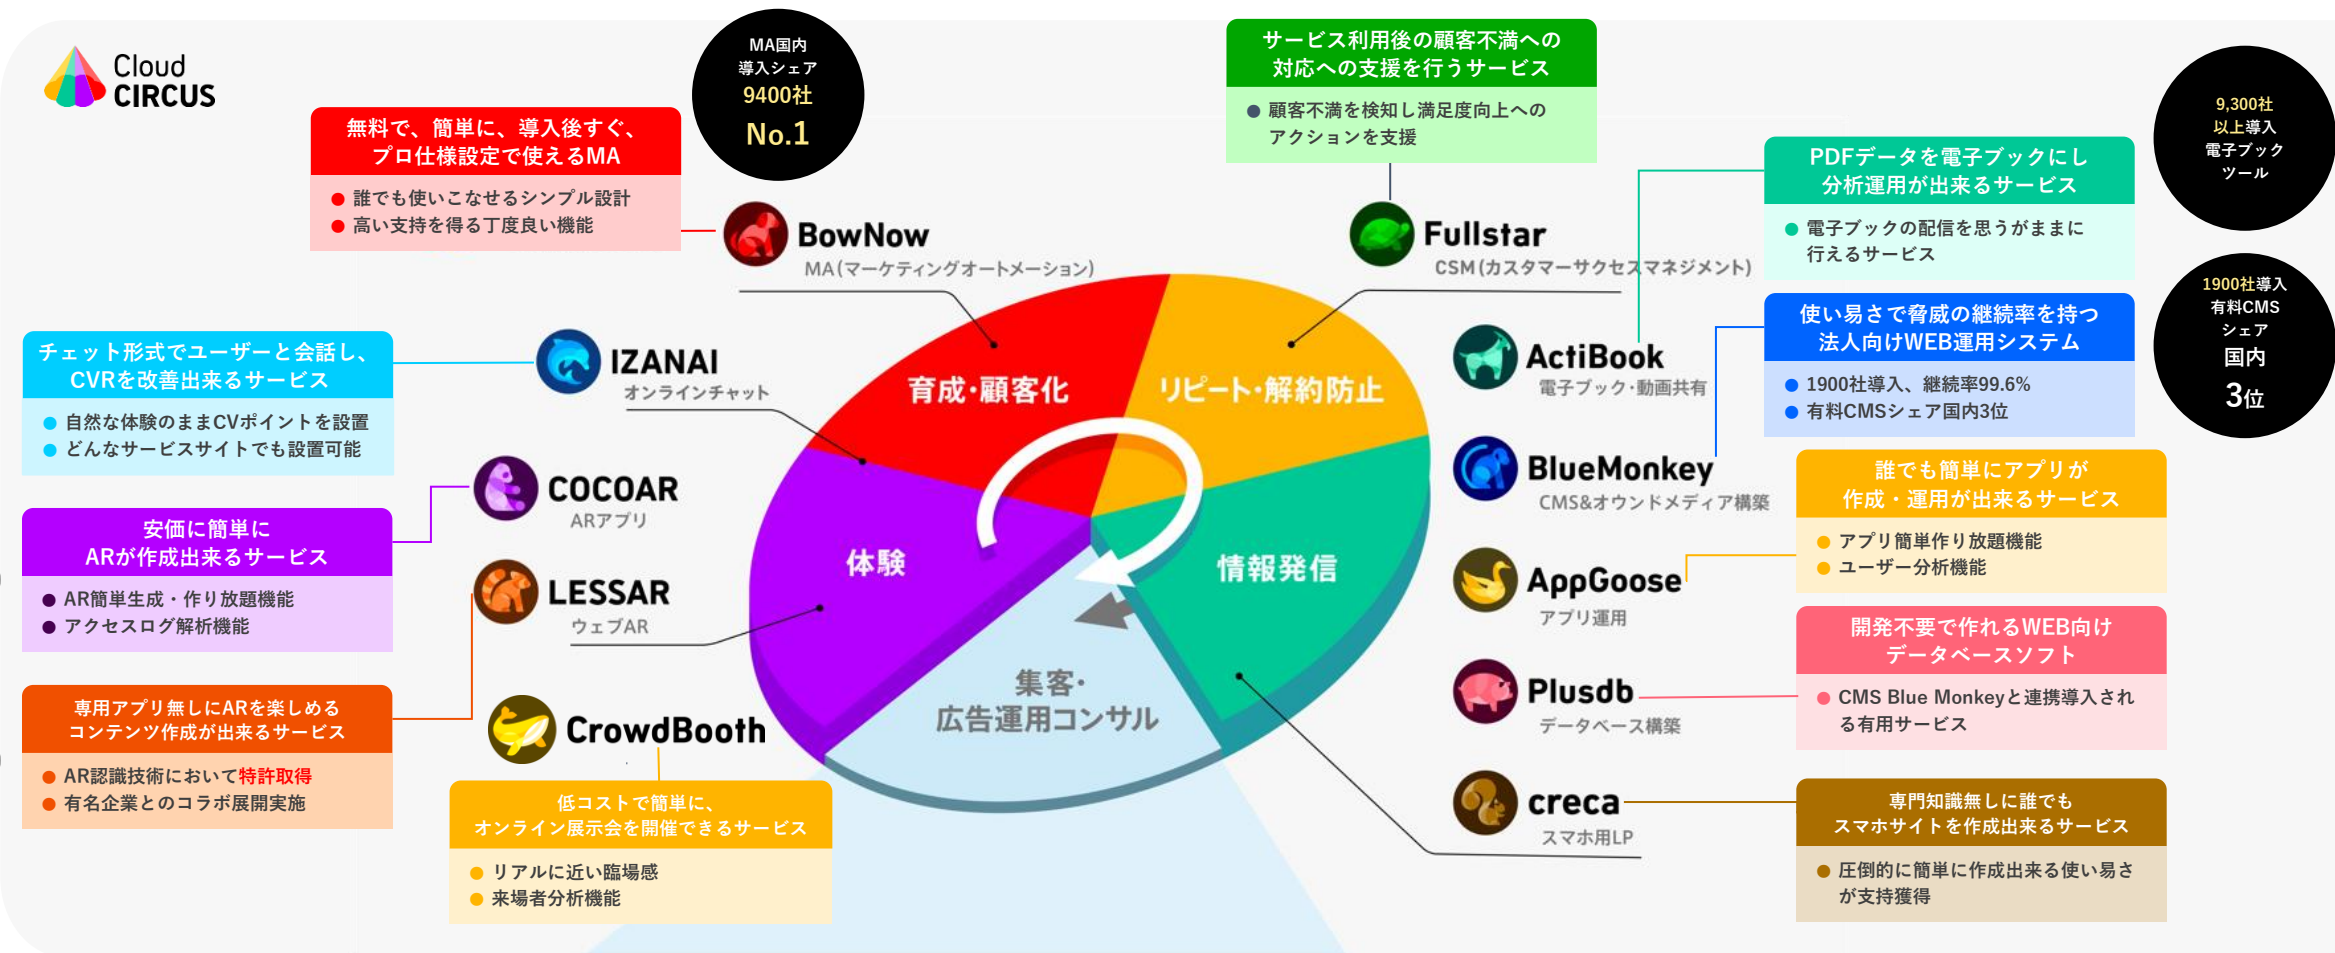 Cloud
CIRCUS
MA国内
導入シェア
9400社
No.1
無料で、簡単に、導入後すぐ、
プロ仕様設定で使えるMA
誰でも使いこなせるシンプル設計
高い支持を得る丁度良い機能
BowNow
MA(マーケティングオートメーション)
サービス利用後の顧客不満への
対応への支援を行うサービス
顧客不満を検知し満足度向上への
アクションを支援
Fullstar
CSM(カスタマーサクセスマネジメント)
PDFデータを電子ブックにし
分析運用が出来るサービス
電子ブックの配信を思うがままに
行えるサービス
9,300社
以上導入
電子ブック
ツール
1900社導入
有料CMS
シェア
国内
3位
チェット形式でユーザーと会話し、
CVRを改善出来るサービス
自然な体験のままCVポイントを設置
どんなサービスサイトでも設置可能
IZANAI
オンラインチャット
ActiBook
電子ブック・動画共有
使い易さで脅威の継続率を持つ
法人向けWEB運用システム
1900社導入、継続率99.6%
有料CMSシェア国内3位
育成・顧客化
リピート・解約防止
体験
情報発信
集客・
広告運用コンサル
COCOAR
ARアプリ
安価に簡単に
ARが作成出来るサービス
AR簡単生成・作り放題機能
アクセスログ解析機能
BlueMonkey
CMS&オウンドメディア構築
誰でも簡単にアプリが
作成・運用が出来るサービス
アプリ簡単作り放題機能
ユーザー分析機能
LESSAR
ウェブAR
AppGoose
アプリ運用
開発不要で作れるWEB向け
データベースソフト
CMS Blue Monkeyと連携導入され
る有用サービス
専用アプリ無しにARを楽しめる
コンテンツ作成が出来るサービス
AR認識技術において特許取得
有名企業とのコラボ展開実施
CrowdBooth
低コストで簡単に、
オンライン展示会を開催できるサービス
リアルに近い臨場感
来場者分析機能
Plusdb
データベース構築
creca
スマホ用LP
専門知識無しに誰でも
スマホサイトを作成出来るサービス
圧倒的に簡単に作成出来る使い易さ
が支持獲得